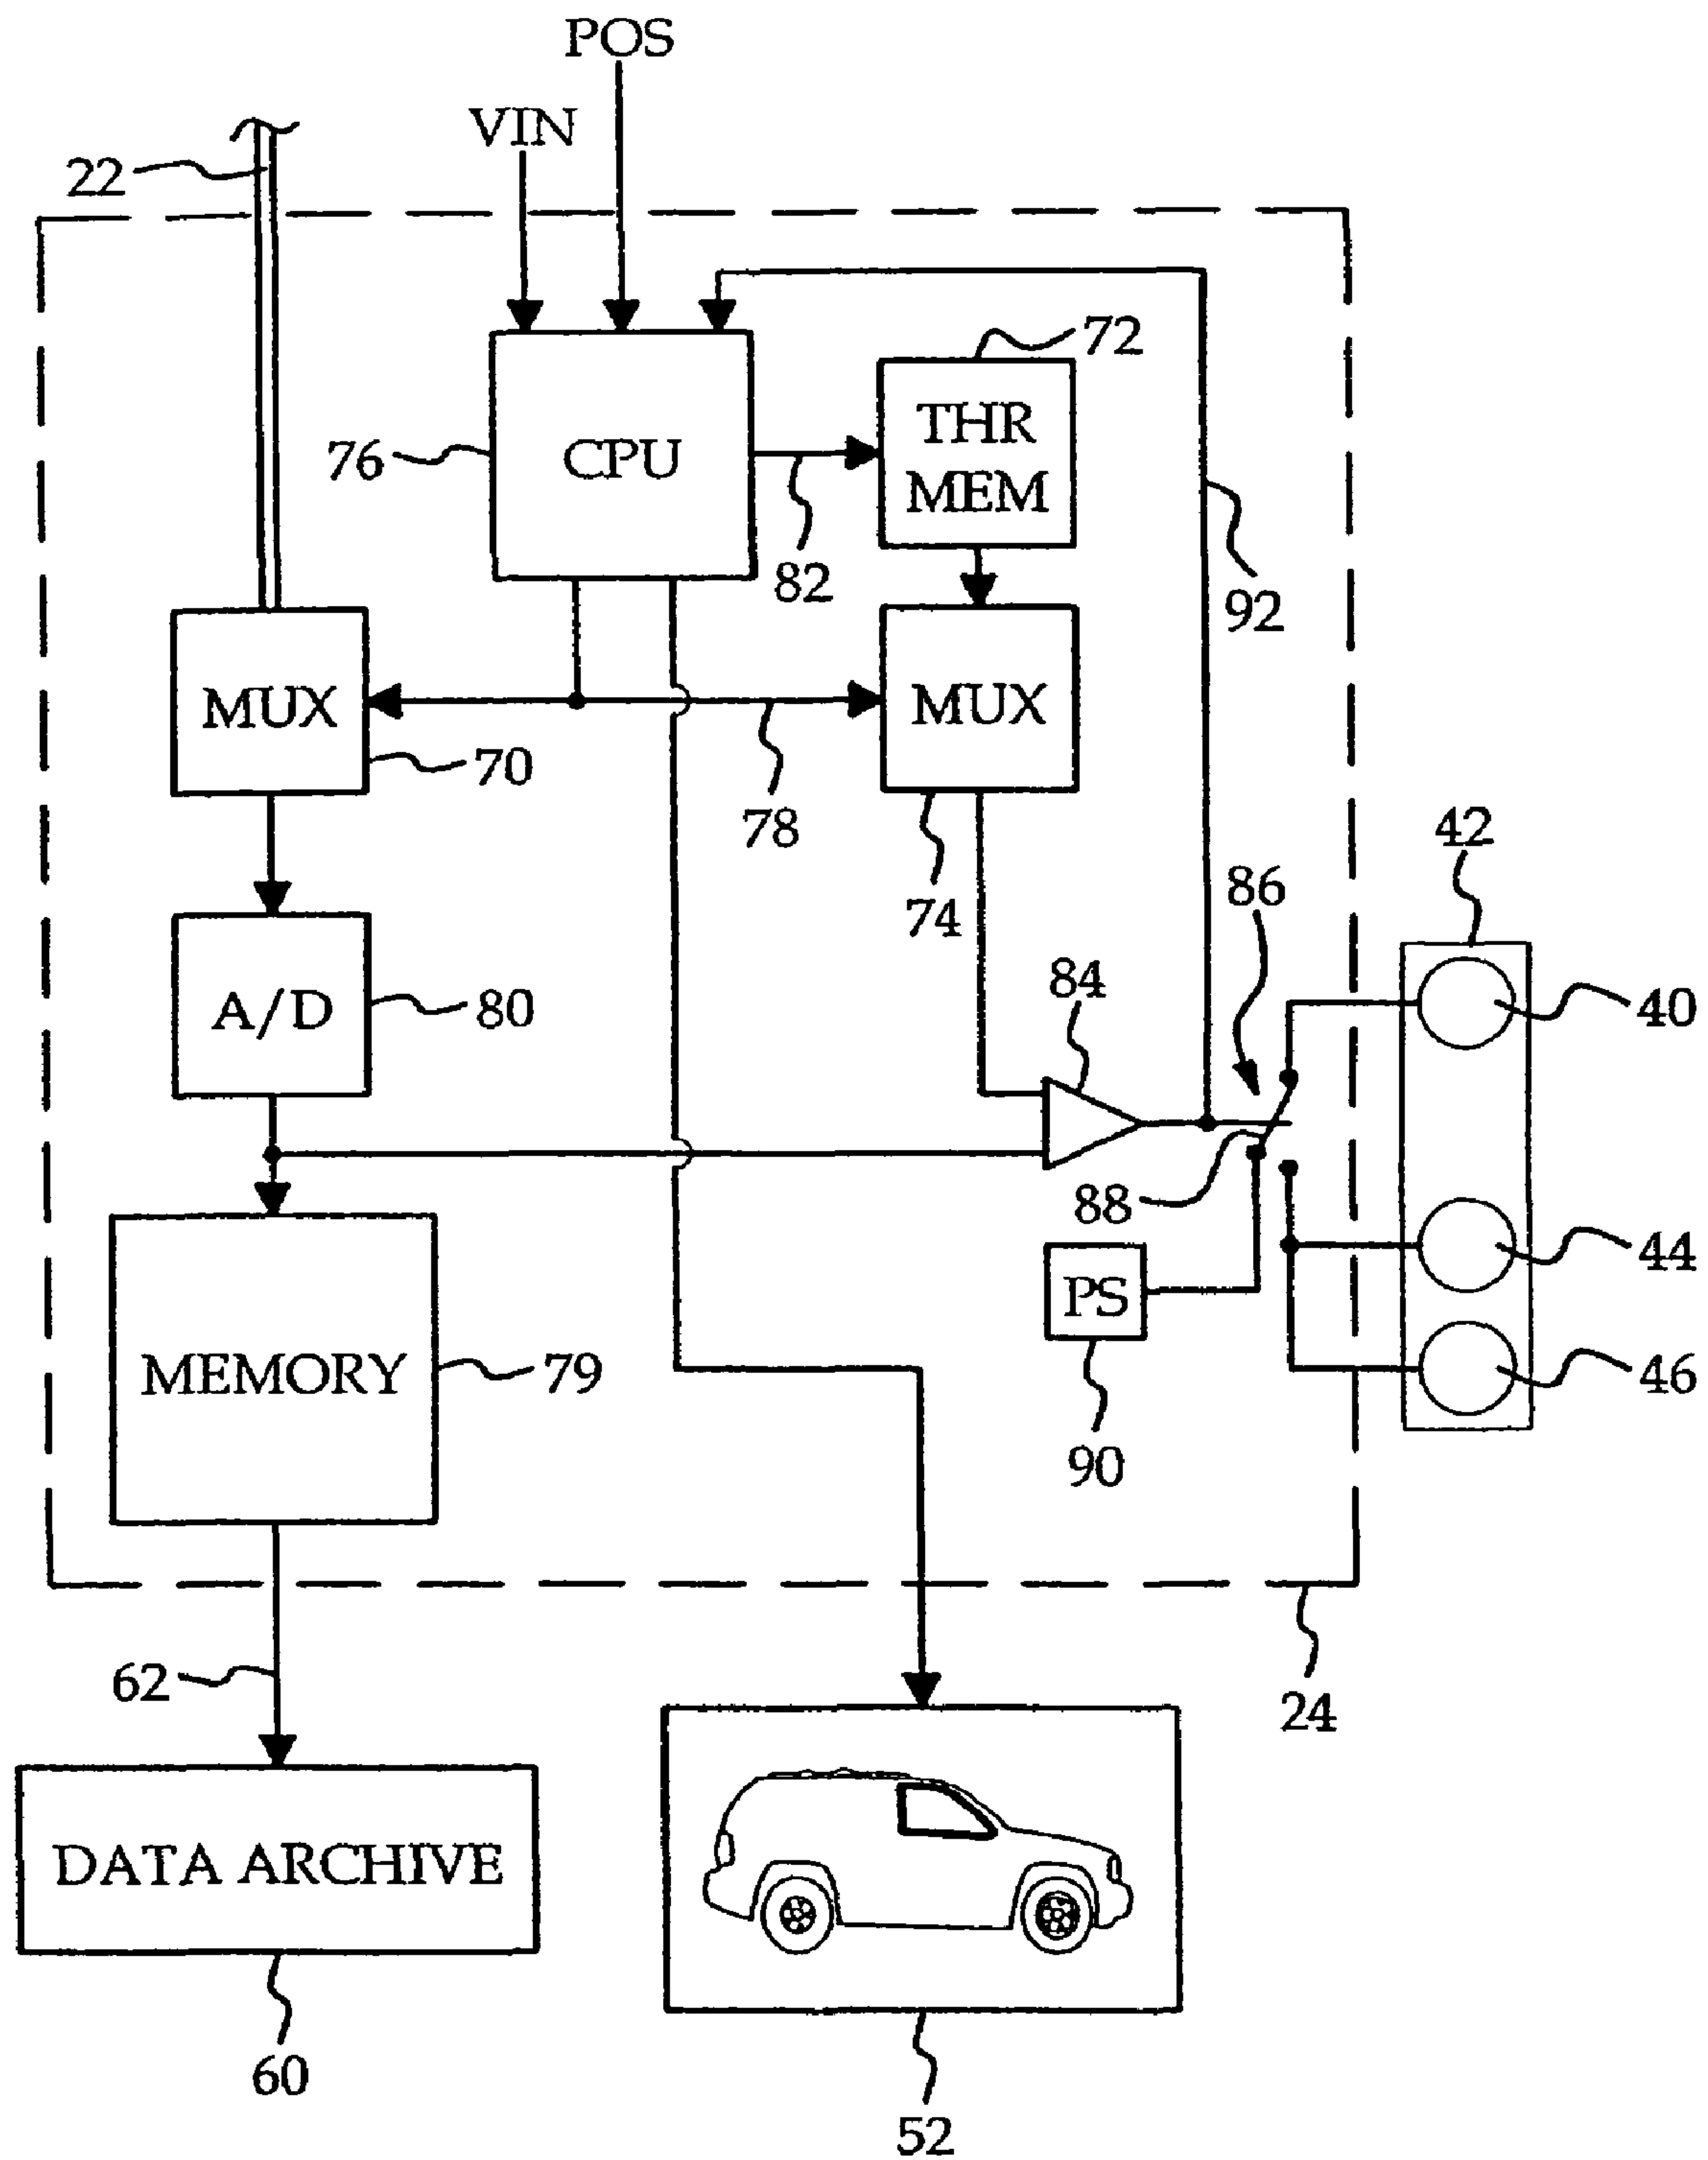 POS
VIN
22
72
THR
MEM
76
CPU
82
92
MUX
MUX
70
78
42
86
74
84
A/D
80
40
88
44
PS
MEMORY
79
46
90
62
24
DATA ARCHIVE
60
52